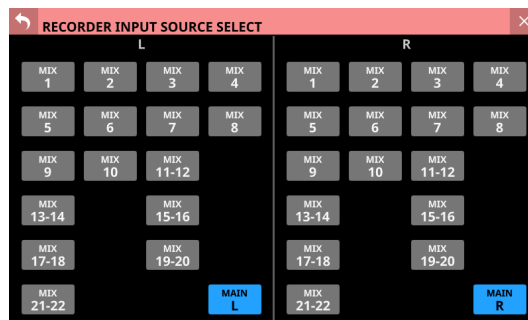 RECORDER INPUT SOURCE SELECT
L
R
MIX MIX MIX MIX
1 2 3 4
MIX MIX MIX MIX
5 6 7 8
MIX MIX MIX
9 10 11-12
MIX MIX
13-14 15-16
MIX MIX
17-18 19-20
MIX MAIN
21-22 L
MIX MIX MIX MIX
1 2 3 4
MIX MIX MIX MIX
5 6 7 8
MIX MIX MIX
9 10 11-12
MIX MIX
13-14 15-16
MIX MIX
17-18 19-20
MIX MAIN
21-22 R